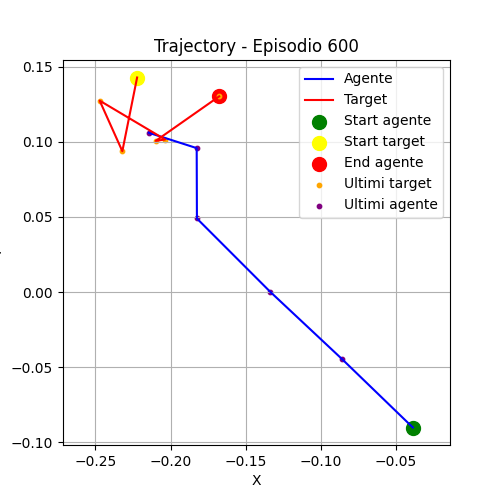 Trajectory - Episodio 600
Agente
Target
Start agente
Start target
End agente
Ultimi target
Ultimi agente
0.15
0.10
0.05
0.00
−0.05
−0.10
−0.25
−0.20
−0.15
−0.10
−0.05
X